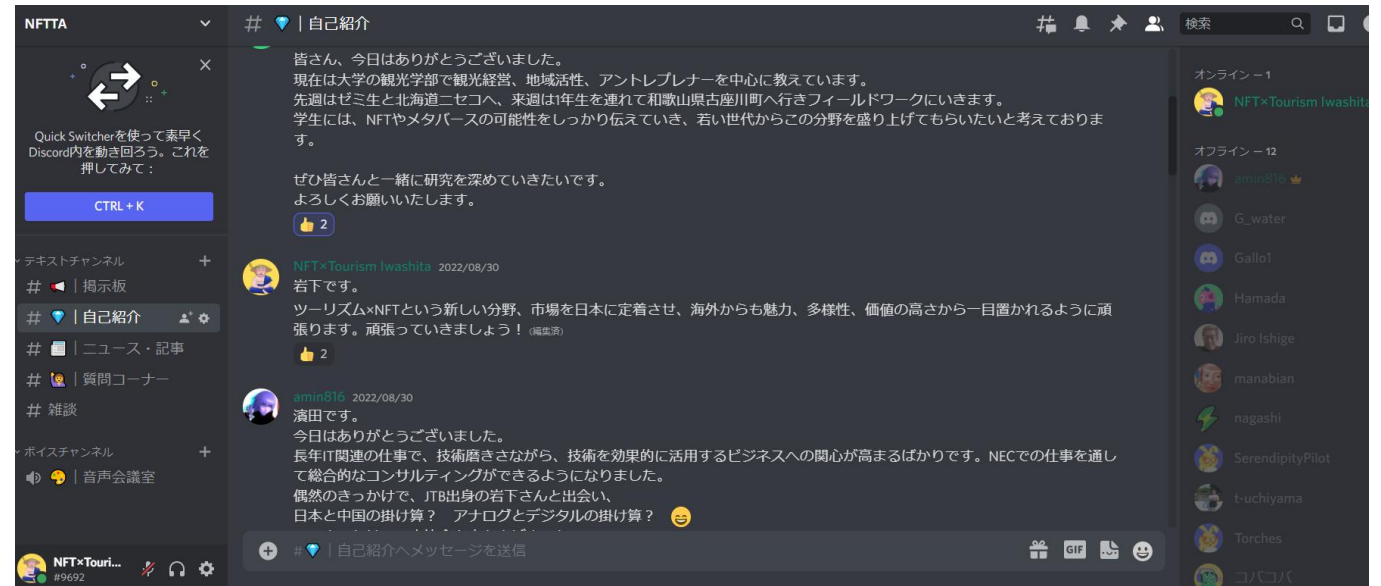 NFTTA
Quick Switcherを使って素早く
Discord内を動き回ろう。これを
押してみて：
CTRL + K
テキストチャンネル
# | 掲示板
# | 自己紹介
# | ニュース・記事
# | 質問コーナー
# 雑談
ボイスチャンネル
| 音声会議室
NFT×Touri...
#9692
# | 自己紹介
検索
皆さん、今日はありがとうございました。
現在は大学の観光学部で観光経営、地域活性、アントレプレナーを中心に教えています。
先週はゼミ生と北海道ニセコへ、来週は1年生を連れて和歌山県古座川町へ行きフィールドワークにいきます。
学生には、NFTやメタバースの可能性をしっかり伝えていき、若い世代からこの分野を盛り上げてもらいたいと考えておりま
す。
ぜひ皆さんと一緒に研究を深めていきたいです。
よろしくお願いいたします。
2
NFT×Tourism Iwashita 2022/08/30
岩下です。
ツーリズム×NFTという新しい分野、市場を日本に定着させ、海外からも魅力、多様性、価値の高さから一目置かれるように頑
張ります。頑張っていきましょう！ (編集済)
2
amin816 2022/08/30
濱田です。
今日はありがとうございました。
長年IT関連の仕事で、技術磨きさながら、技術を効果的に活用するビジネスへの関心が高まるばかりです。NECでの仕事を通し
て総合的なコンサルティングができるようになりました。
偶然のきっかけで、JTB出身の岩下さんと出会い、
日本と中国の掛け算？　アナログとデジタルの掛け算？
# | 自己紹介へメッセージを送信
GIF
オンライン ー 1
NFT×Tourism Iwashita
オフライン ー 12
amin816
G_water
Gallo1
Hamada
Jiro Ishige
manabian
nagashi
SerendipityPilot
t-uchiyama
Torches
コバコバ